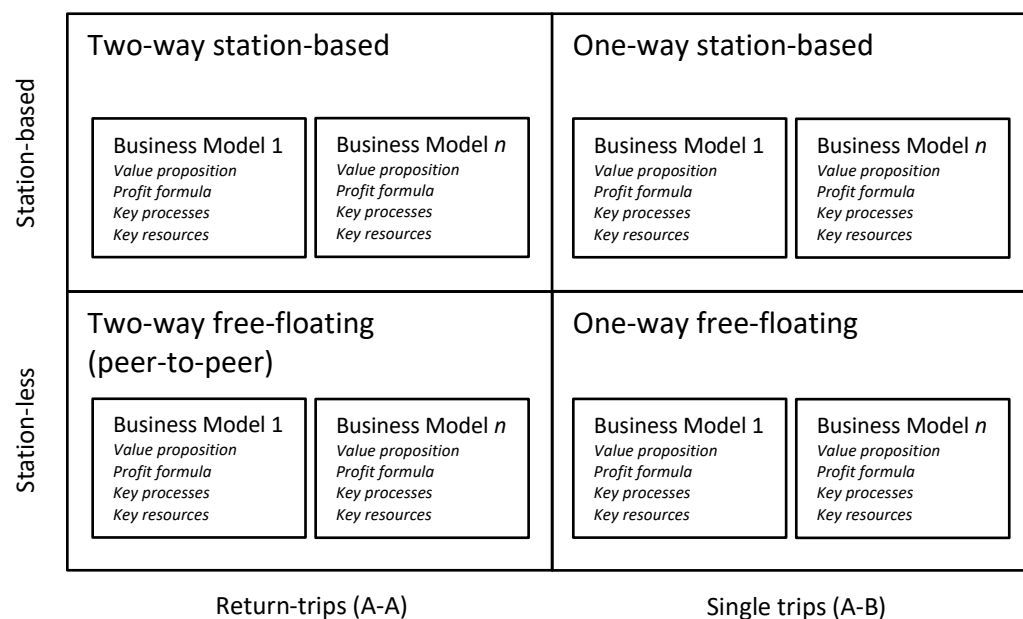 Station-based
Two-way station-based
Business Model 1
Value proposition
Profit formula
Key processes
Key resources
Business Model n
Value proposition
Profit formula
Key processes
Key resources
One-way station-based
Business Model 1
Value proposition
Profit formula
Key processes
Key resources
Business Model n
Value proposition
Profit formula
Key processes
Key resources
Station-less
Two-way free-floating
(peer-to-peer)
Business Model 1
Value proposition
Profit formula
Key processes
Key resources
Business Model n
Value proposition
Profit formula
Key processes
Key resources
One-way free-floating
Business Model 1
Value proposition
Profit formula
Key processes
Key resources
Business Model n
Value proposition
Profit formula
Key processes
Key resources
Return-trips (A-A)
Single trips (A-B)